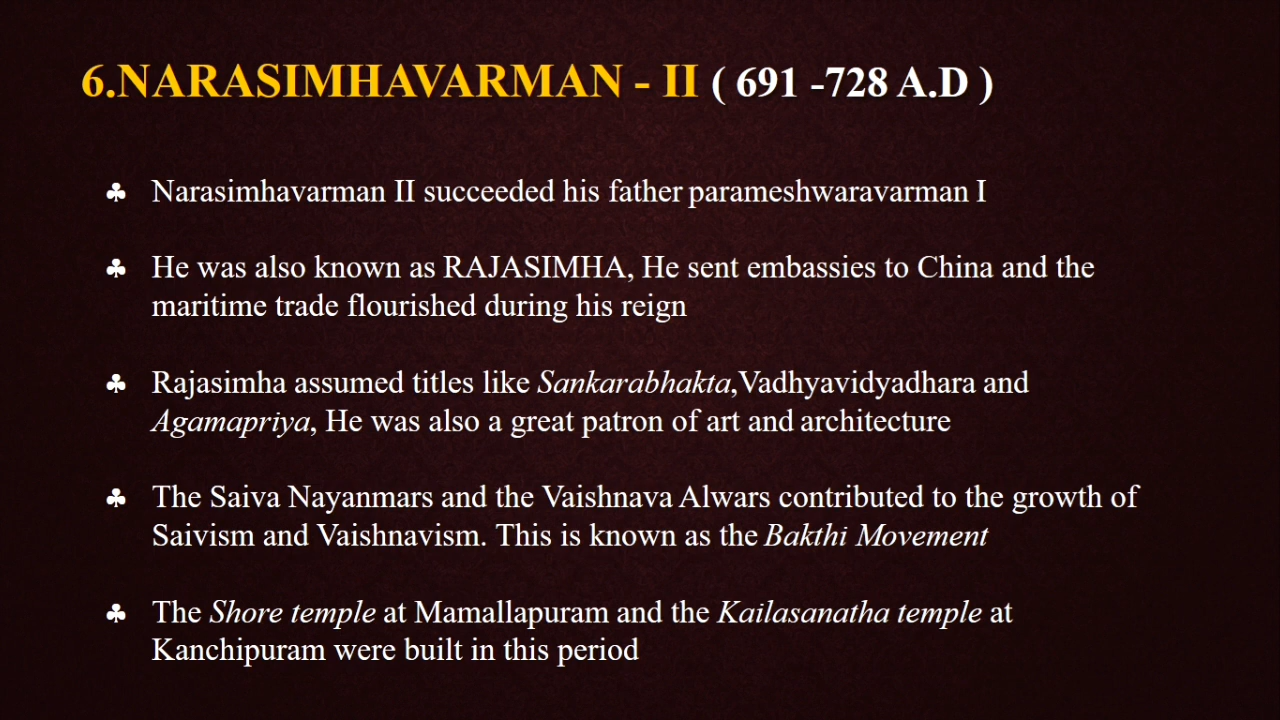 6.NARASIMHAVARMAN - II ( 691 -728 A.D )
♣ Narasimhavarman II succeeded his father parameshwaravarman I
♣ He was also known as RAJASIMHA, He sent embassies to China and the
maritime trade flourished during his reign
♣ Rajasimha assumed titles like Sankarabhakta,Vadhyavidyadhara and
Agamapriya, He was also a great patron of art and architecture
♣ The Saiva Nayanmars and the Vaishnava Alwars contributed to the growth of
Saivism and Vaishnavism. This is known as the Bakthi Movement
♣ The Shore temple at Mamallapuram and the Kailasanatha temple at
Kanchipuram were built in this period